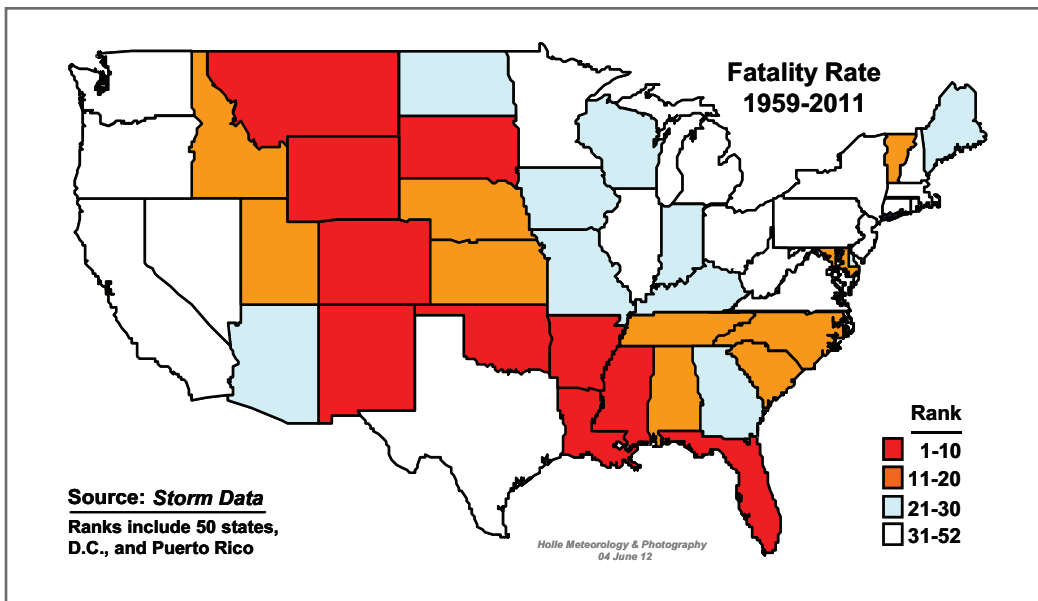 Fatality Rate
1959-2011
Rank
1-10
11-20
21-30
31-52
Source: Storm Data
Ranks include 50 states,
D.C., and Puerto Rico
Holle Meteorology & Photography
04 June 12